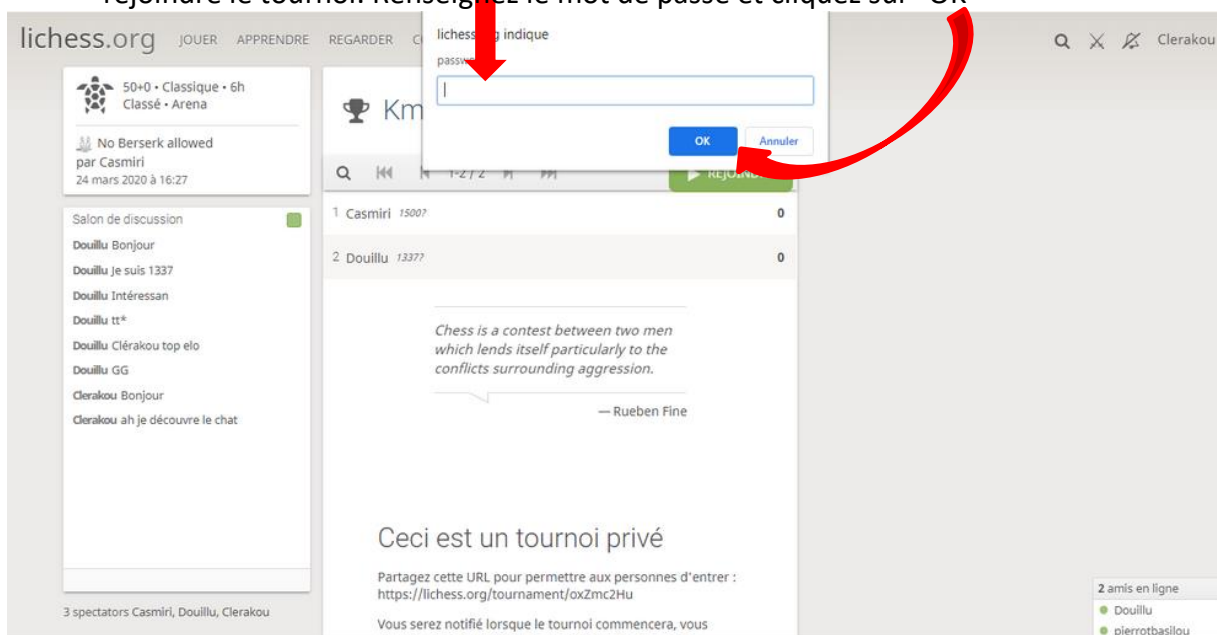 rejoindre le tournoi. Renseignez le mot de passe et cliquez sur "OK"
lichess.org JOUER APPRENDRE REGARDER
Clerakou
lichess.org indique
OK Annuler
50+0 • Classique • 6h
Classé • Arena
No Berserk allowed
par Casmiri
24 mars 2020 à 16:27
Km
1-2 / 2
1 Casmiri 1500? 0
2 Douillu 1337? 0
Salon de discussion
Douillu Bonjour
Douillu Je suis 1337
Douillu Intéressan
Douillu tt*
Douillu Clérakou top elo
Douillu GG
Clerakou Bonjour
Clerakou ah je découvre le chat
Chess is a contest between two men
which lends itself particularly to the
conflicts surrounding aggression.
— Rueben Fine
Ceci est un tournoi privé
Partagez cette URL pour permettre aux personnes d'entrer :
https://lichess.org/tournament/oxZmc2Hu
Vous serez notifié lorsque le tournoi commencera, vous
3 spectators Casmiri, Douillu, Clerakou
2 amis en ligne
Douillu
pierrotbasilou